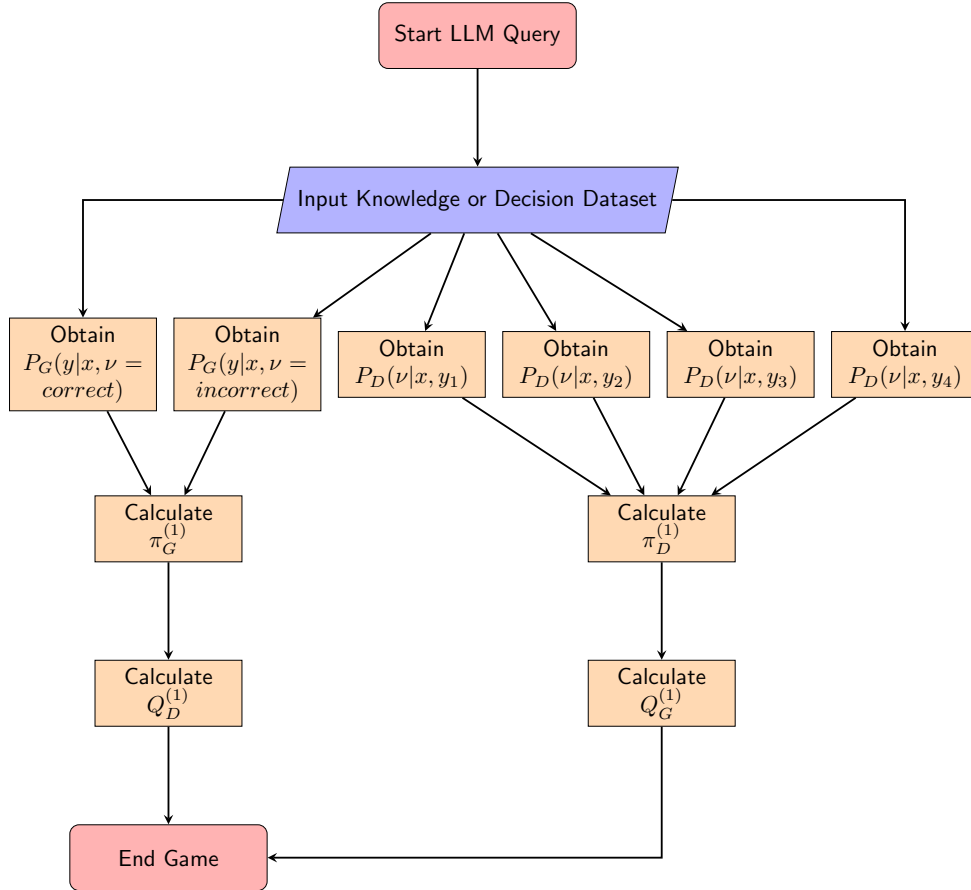 Start LLM Query
Input Knowledge or Decision Dataset
Obtain
P_G(y|x, ν =
correct)
Obtain
P_G(y|x, ν =
incorrect)
Obtain
P_D(ν|x, y_1)
Obtain
P_D(ν|x, y_2)
Obtain
P_D(ν|x, y_3)
Obtain
P_D(ν|x, y_4)
Calculate
π_G^{(1)}
Calculate
π_D^{(1)}
Calculate
Q_D^{(1)}
Calculate
Q_G^{(1)}
End Game